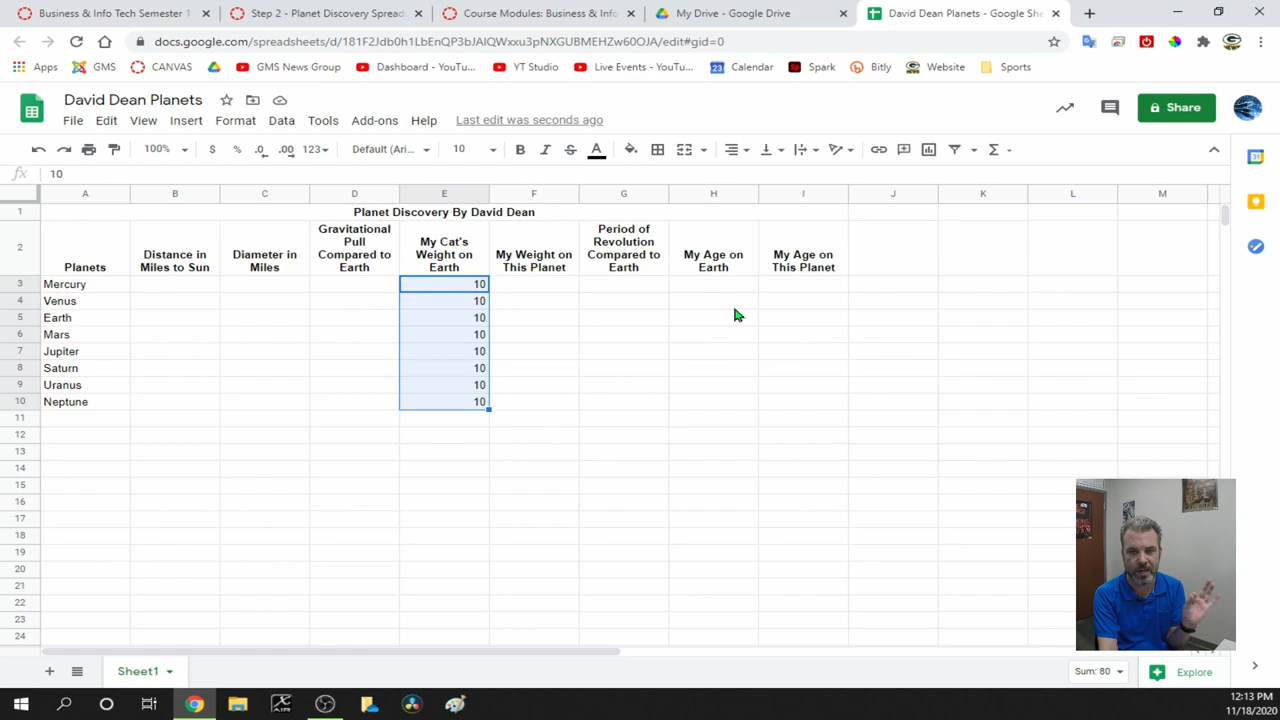 Business & Info Tech Semester 1
Step 2 - Planet Discovery Spread
Course Modules: Business & Info
My Drive - Google Drive
David Dean Planets - Google She
docs.google.com/spreadsheets/d/181F2Jdb0h1LbEnQP3bJAIQWxxu3pNXGUBMEHZw60OJA/edit#gid=0
Apps GMS CANVAS GMS News Group Dashboard - YouTu... YT Studio Live Events - YouTu... 23 Calendar Sp Spark Bitly Website Sports
David Dean Planets
File Edit View Insert Format Data Tools Add-ons Help Last edit was seconds ago
Share
100% $ % .0 .00 123 Default (Ari... 10 B I S A
fx 10
A B C D E F G H I J K L M
1 Planet Discovery By David Dean
2 Planets Distance in Miles to Sun Diameter in Miles Gravitational Pull Compared to Earth My Cat's Weight on Earth My Weight on This Planet Period of Revolution Compared to Earth My Age on Earth My Age on This Planet
3 Mercury 10
4 Venus 10
5 Earth 10
6 Mars 10
7 Jupiter 10
8 Saturn 10
9 Uranus 10
10 Neptune 10
11
12
13
14
15
16
17
18
19
20
21
22
23
24
Sheet1
Sum: 80
Explore
12:13 PM
11/18/2020